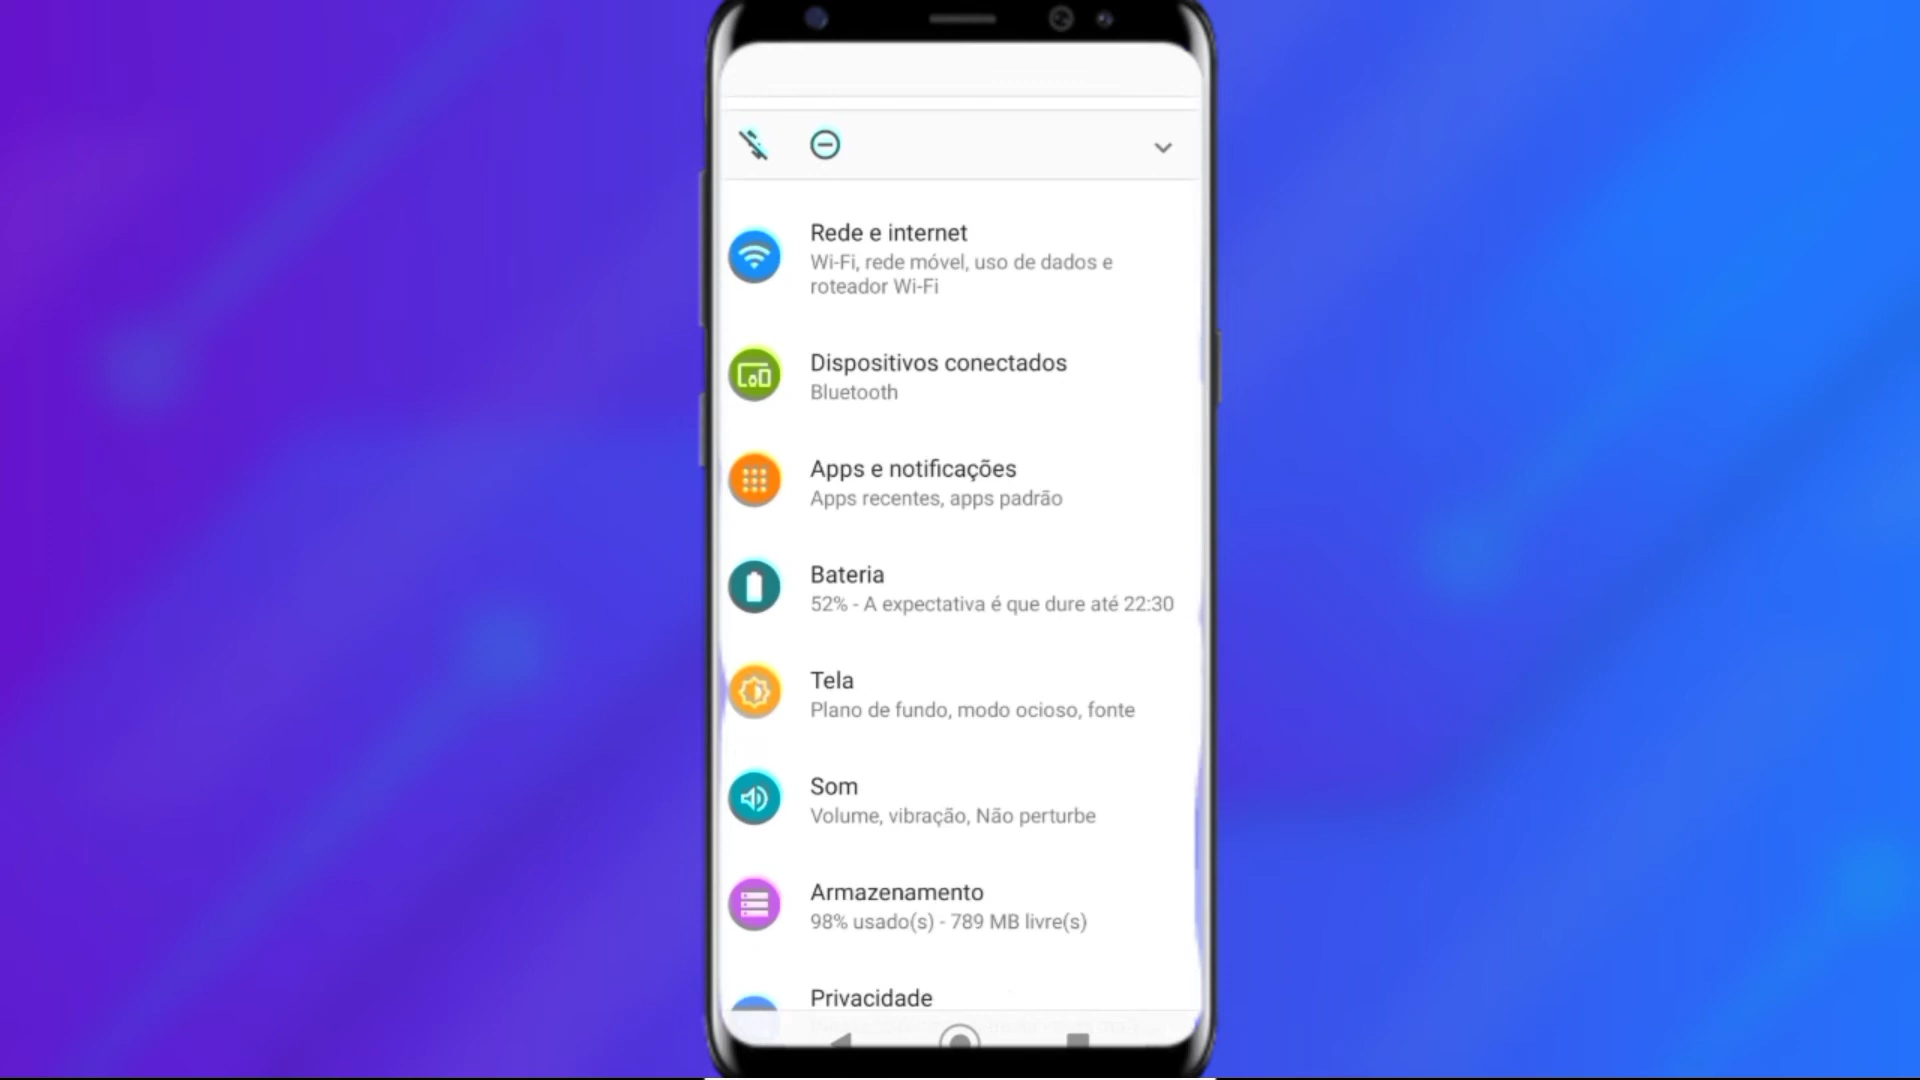 Rede e internet
Wi-Fi, rede móvel, uso de dados e
roteador Wi-Fi
Dispositivos conectados
Bluetooth
Apps e notificações
Apps recentes, apps padrão
Bateria
52% - A expectativa é que dure até 22:30
Tela
Plano de fundo, modo ocioso, fonte
Som
Volume, vibração, Não perturbe
Armazenamento
98% usado(s) - 789 MB livre(s)
Privacidade